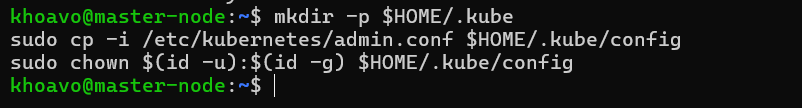 khoavo@master-node:~$ mkdir -p $HOME/.kube
sudo cp -i /etc/kubernetes/admin.conf $HOME/.kube/config
sudo chown $(id -u):$(id -g) $HOME/.kube/config
khoavo@master-node:~$